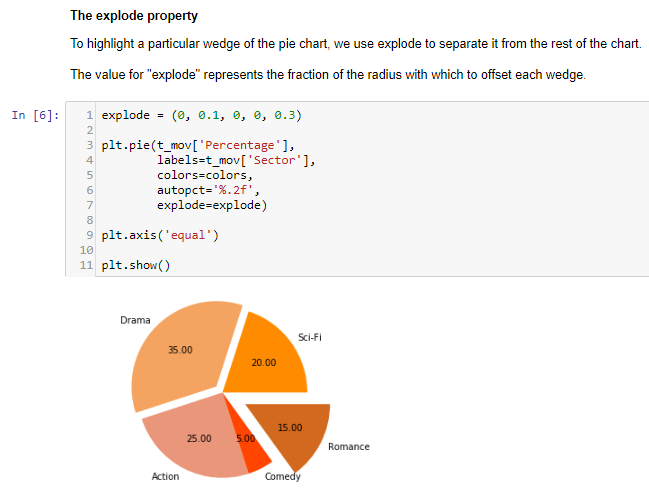 The explode property
To highlight a particular wedge of the pie chart, we use explode to separate it from the rest of the chart.
The value for "explode" represents the fraction of the radius with which to offset each wedge.
In [6]:
1 explode = (0, 0.1, 0, 0, 0.3)
2
3 plt.pie(t_mov['Percentage'],
4         labels=t_mov['Sector'],
5         colors=colors,
6         autopct='%.2f',
7         explode=explode)
8
9 plt.axis('equal')
10
11 plt.show()
Drama
Sci-Fi
35.00
20.00
15.00
25.00
5.00
Romance
Action
Comedy